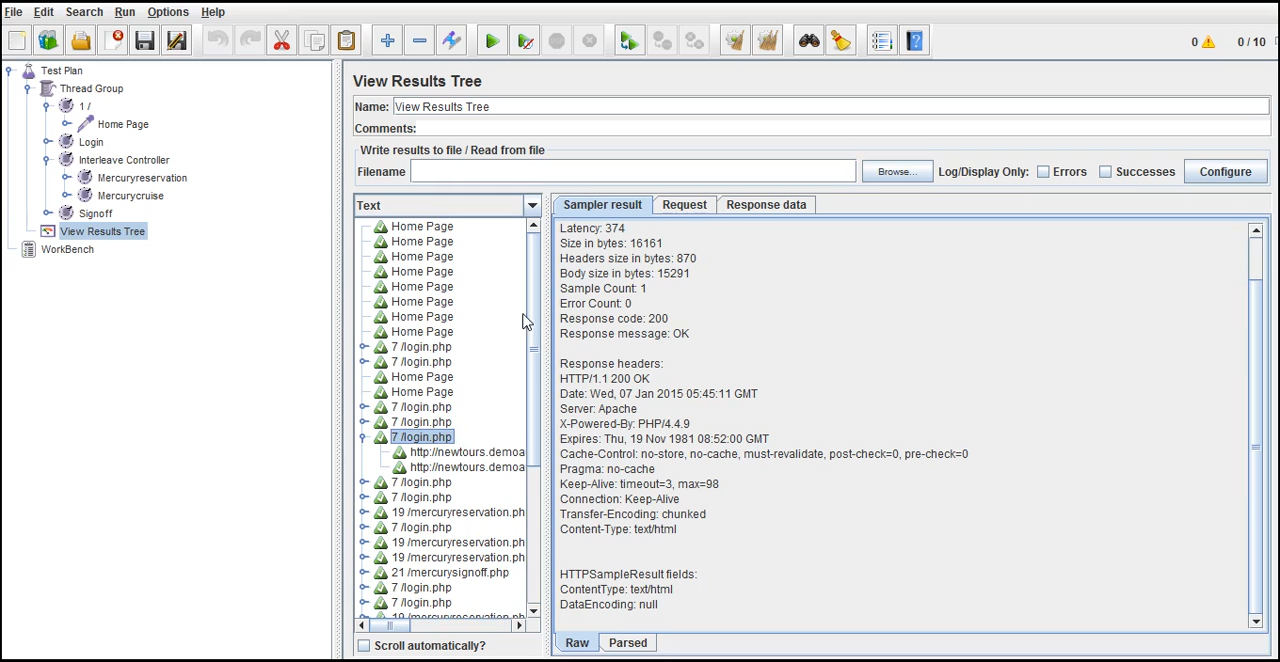 File Edit Search Run Options Help
0 0 / 10
Test Plan
Thread Group
1 /
Home Page
Login
Interleave Controller
Mercuryreservation
Mercurycruise
Signoff
View Results Tree
WorkBench
View Results Tree
Name: View Results Tree
Comments:
Write results to file / Read from file
Filename Browse... Log/Display Only: Errors Successes Configure
Text
Home Page
Home Page
Home Page
Home Page
Home Page
Home Page
Home Page
Home Page
7 /login.php
7 /login.php
Home Page
Home Page
7 /login.php
7 /login.php
7 /login.php
http://newtours.demoa
http://newtours.demoa
7 /login.php
7 /login.php
19 /mercuryreservation.ph
7 /login.php
19 /mercuryreservation.ph
19 /mercuryreservation.ph
21 /mercurysignoff.php
7 /login.php
7 /login.php
19 /mercuryreservation.ph
Scroll automatically?
Sampler result Request Response data
Latency: 374
Size in bytes: 16161
Headers size in bytes: 870
Body size in bytes: 15291
Sample Count: 1
Error Count: 0
Response code: 200
Response message: OK
Response headers:
HTTP/1.1 200 OK
Date: Wed, 07 Jan 2015 05:45:11 GMT
Server: Apache
X-Powered-By: PHP/4.4.9
Expires: Thu, 19 Nov 1981 08:52:00 GMT
Cache-Control: no-store, no-cache, must-revalidate, post-check=0, pre-check=0
Pragma: no-cache
Keep-Alive: timeout=3, max=98
Connection: Keep-Alive
Transfer-Encoding: chunked
Content-Type: text/html
HTTPSampleResult fields:
ContentType: text/html
DataEncoding: null
Raw Parsed